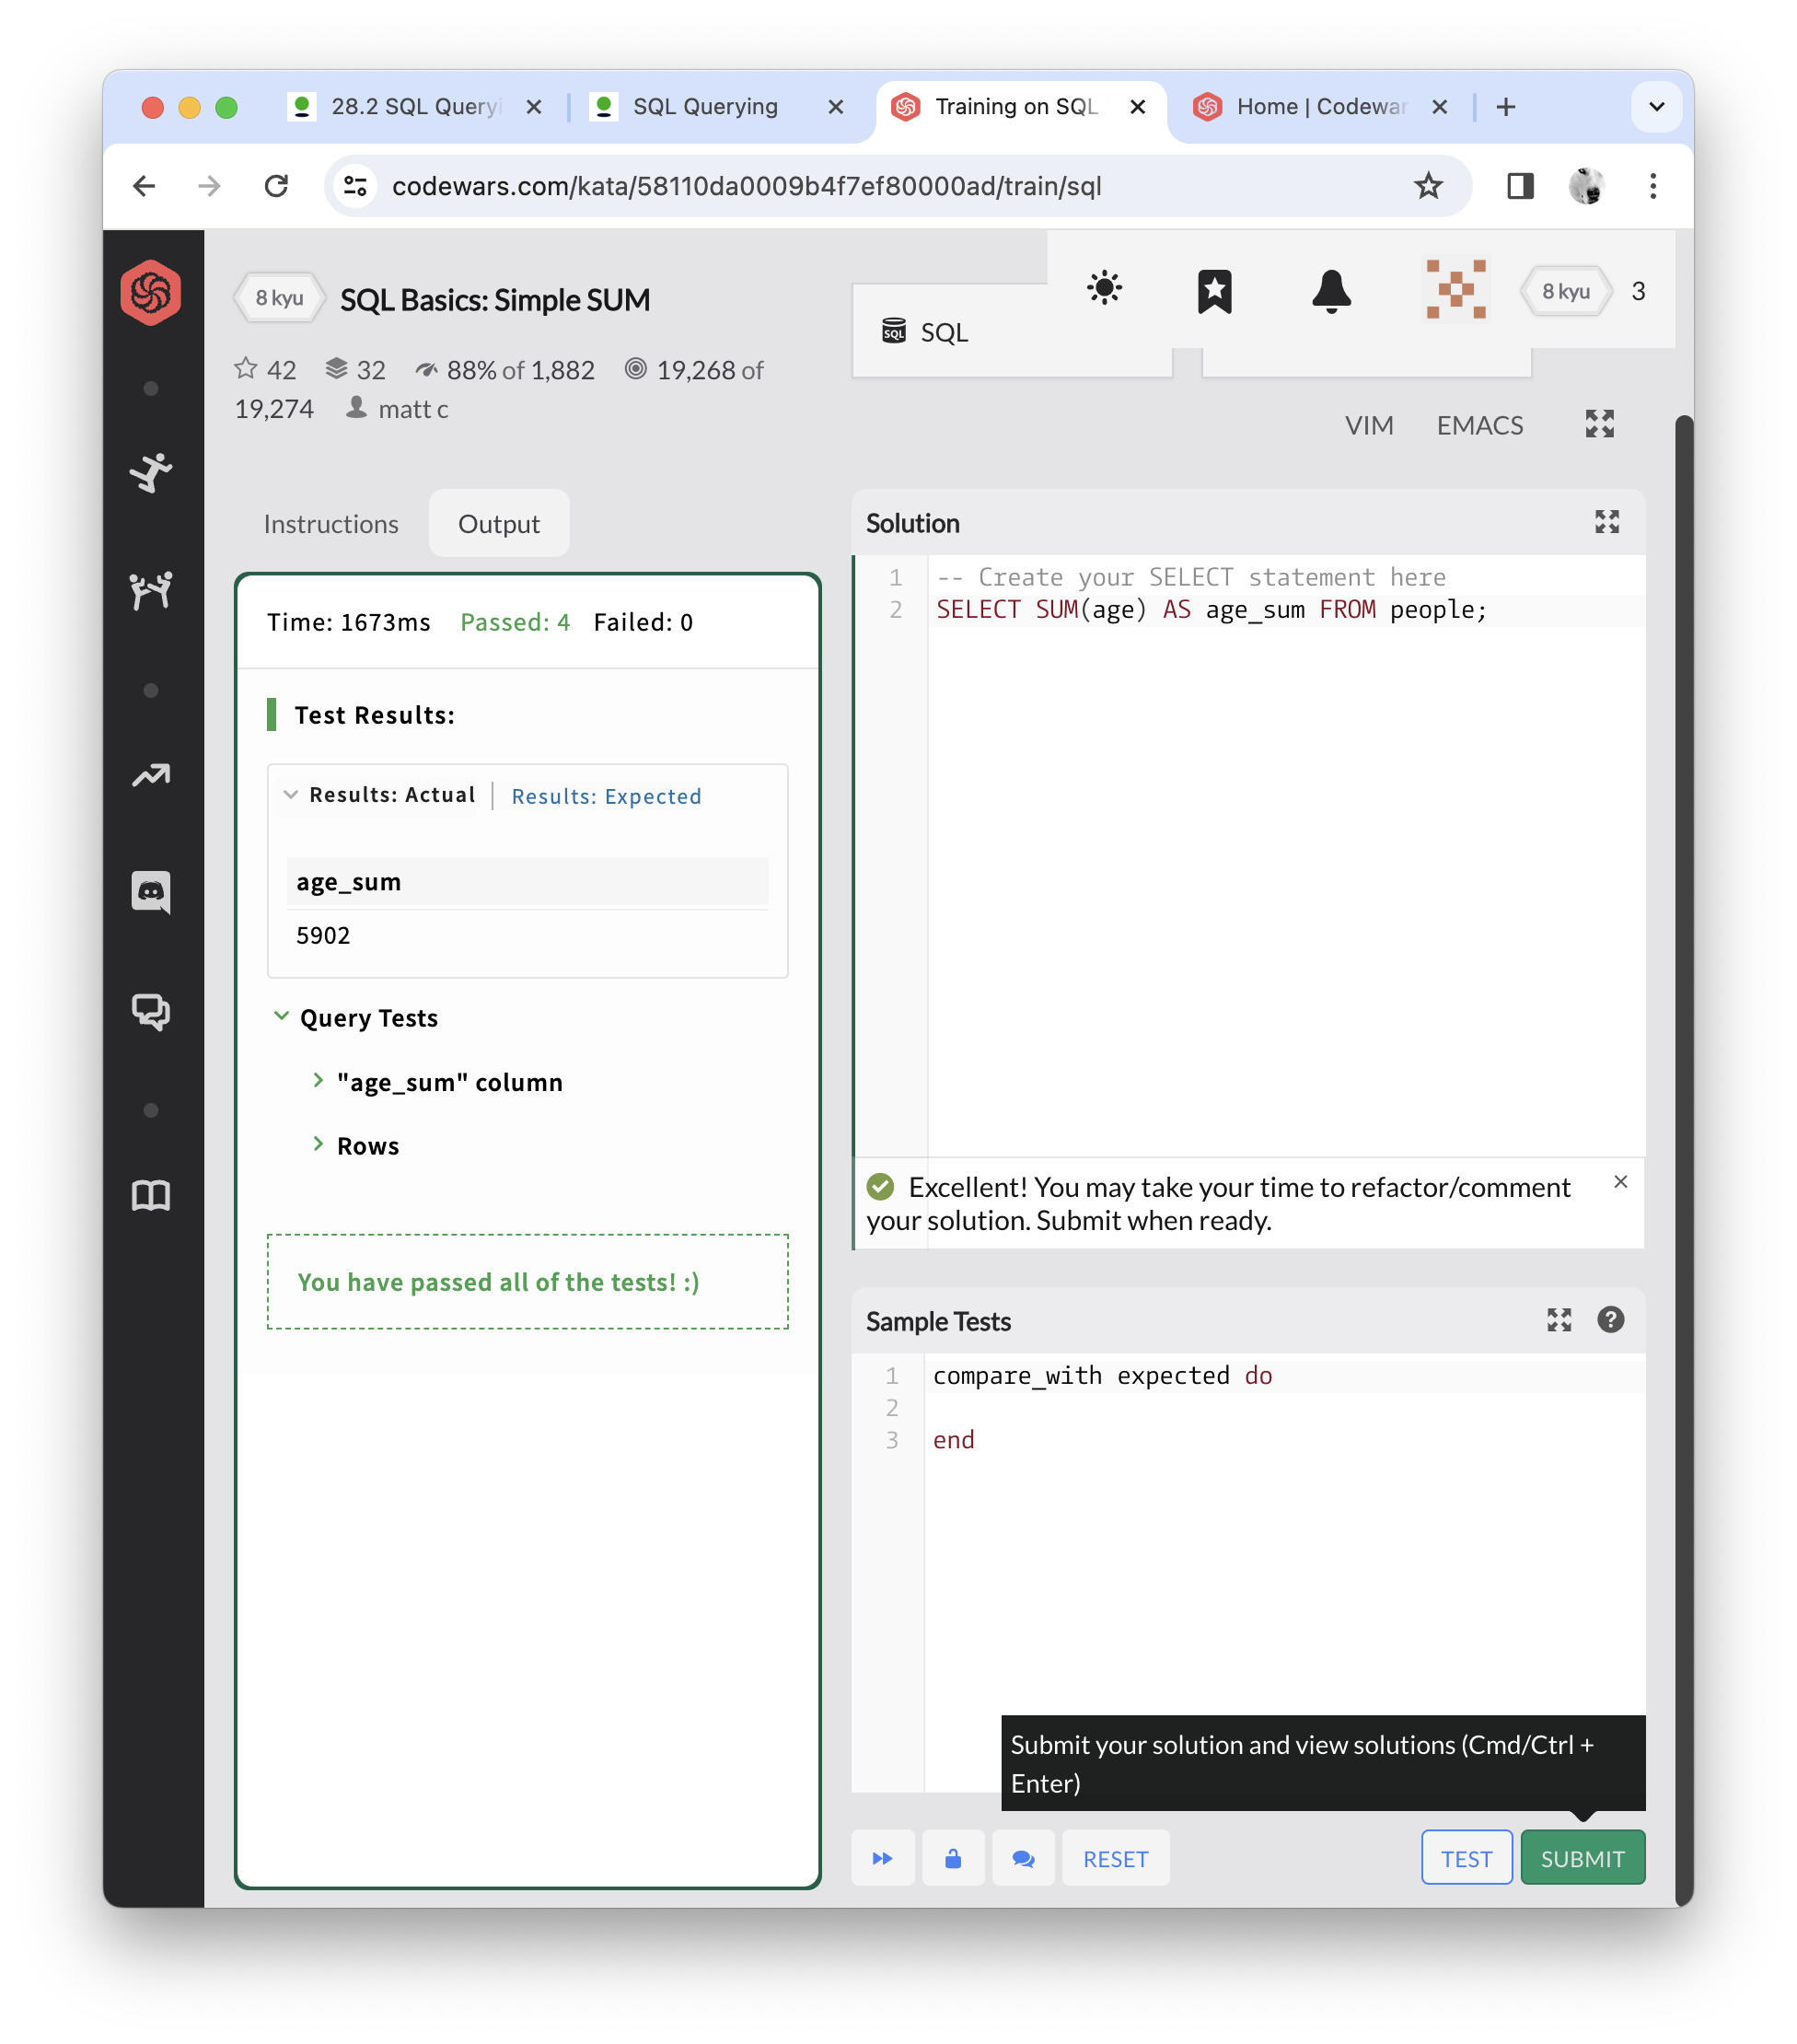 28.2 SQL Queryi
SQL Querying
Training on SQL
Home | Codewar
codewars.com/kata/58110da0009b4f7ef80000ad/train/sql
8 kyu
SQL Basics: Simple SUM
42
32
88% of 1,882
19,268 of
19,274
matt c
SQL
SQL
8 kyu
3
VIM
EMACS
Instructions
Output
Time: 1673ms Passed: 4 Failed: 0
Test Results:
Results: Actual
Results: Expected
age_sum
5902
Query Tests
"age_sum" column
Rows
You have passed all of the tests! :)
Solution
1 -- Create your SELECT statement here
2 SELECT SUM(age) AS age_sum FROM people;
Excellent! You may take your time to refactor/comment
your solution. Submit when ready.
Sample Tests
?
1 compare_with expected do
2
3 end
Submit your solution and view solutions (Cmd/Ctrl +
Enter)
RESET
TEST
SUBMIT